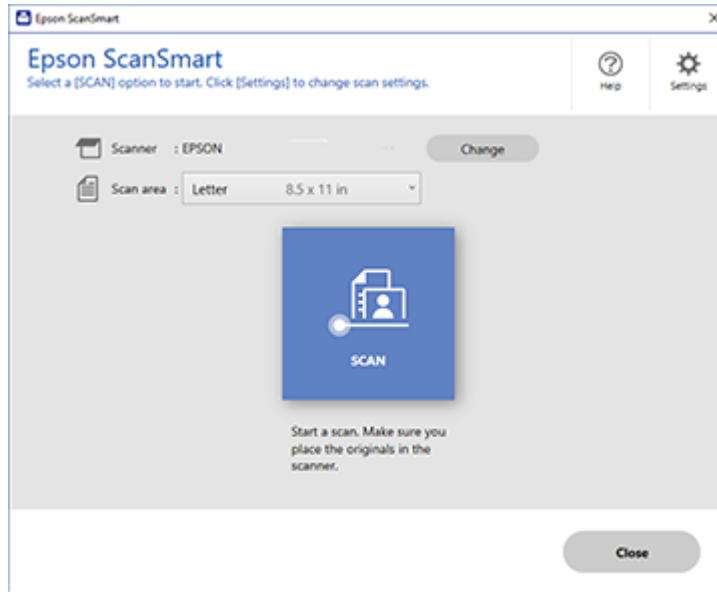 Epson ScanSmart
Epson ScanSmart
Select a [SCAN] option to start. Click [Settings] to change scan settings.
Help
Settings
Scanner : EPSON
Change
Scan area : Letter 8.5 x 11 in
SCAN
Start a scan. Make sure you
place the originals in the
scanner.
Close